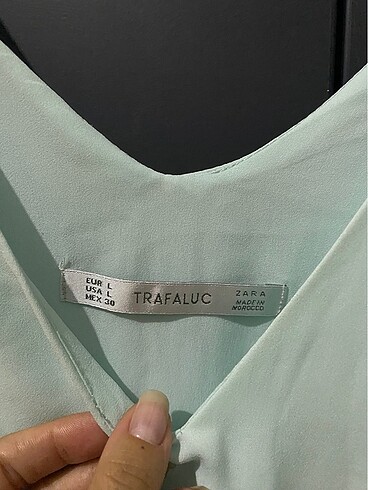 EUR L
USA L
MEX 30
TRAFALUC
ZARA
MADE IN
MOROCCO